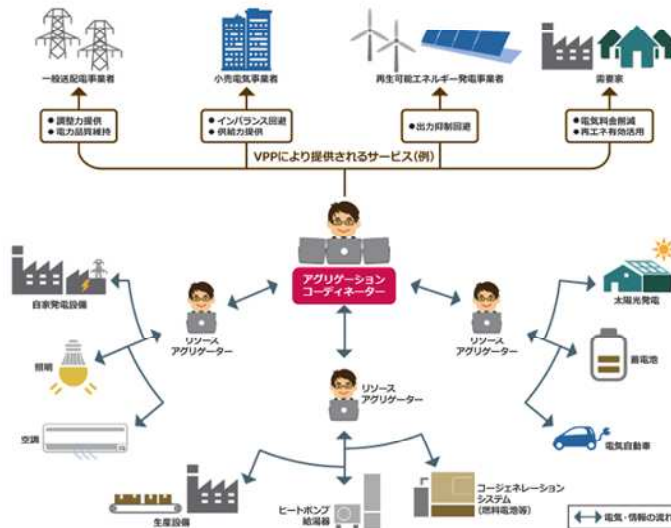 一般送配電事業者
小売電気事業者
再生可能エネルギー発電事業者
需要家
●調整力提供
●電力品質維持
●インバランス回避
●供給力提供
●出力抑制回避
●電気料金削減
●再エネ有効活用
VPPにより提供されるサービス(例)
アグリゲーション
コーディネーター
自家発電設備
リソース
アグリゲーター
リソース
アグリゲーター
太陽光発電
照明
蓄電池
リソース
アグリゲーター
空調
電気自動車
生産設備
ヒートポンプ
給湯器
コージェネレーション
システム
(燃料電池等)
電気・情報の流れ